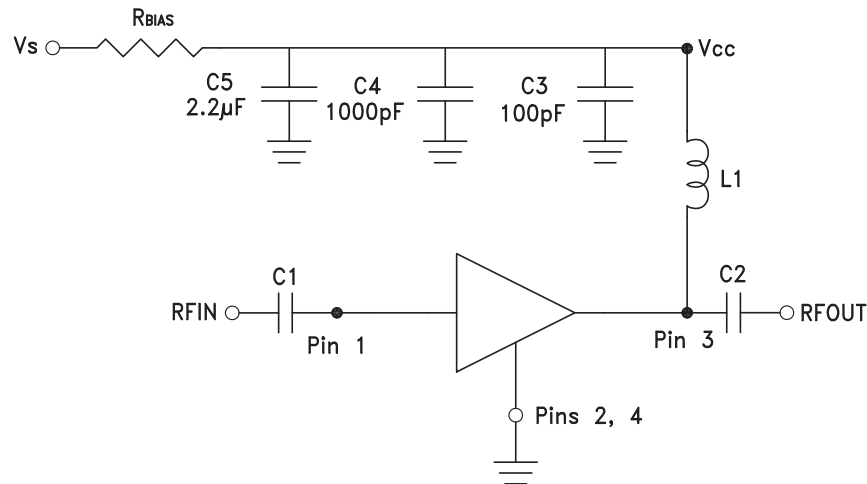 RBIAS
Vs
Vcc
C5
2.2µF
C4
1000pF
C3
100pF
L1
C1
C2
RFIN
RFOUT
Pin 1
Pin 3
Pins 2, 4